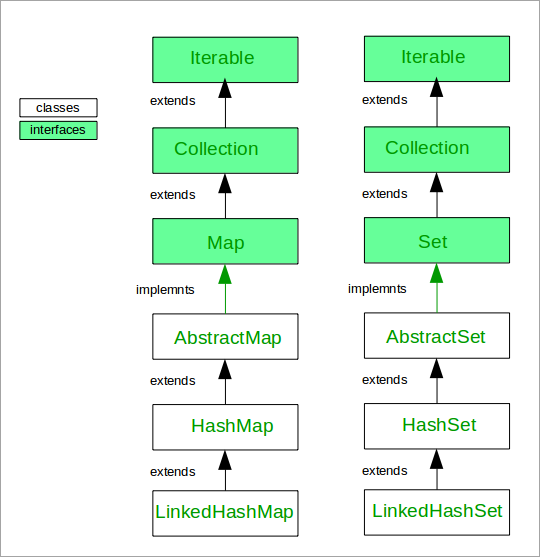 Iterable
Iterable
extends
extends
classes
interfaces
Collection
Collection
extends
extends
Map
Set
implemnts
implemnts
AbstractMap
AbstractSet
extends
extends
HashMap
HashSet
extends
extends
LinkedHashMap
LinkedHashSet